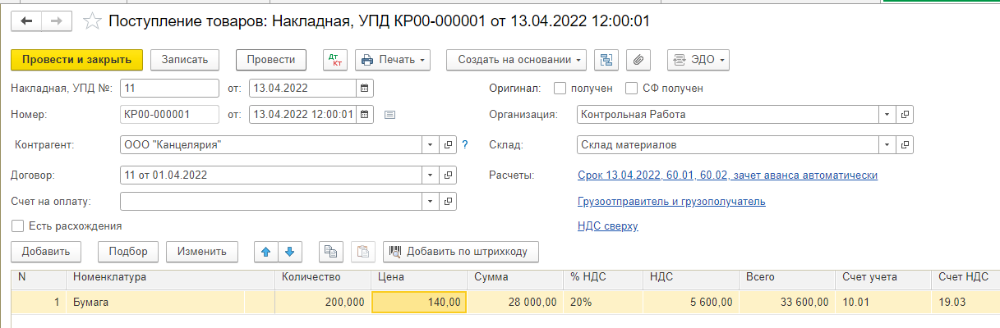 Поступление товаров: Накладная, УПД КР00-000001 от 13.04.2022 12:00:01
Провести и закрыть Записать Провести Дт Кт Печать Создать на основании ЭДО
Накладная, УПД №: 11 от: 13.04.2022 Оригинал: получен СФ получен
Номер: КР00-000001 от: 13.04.2022 12:00:01 Организация: Контрольная Работа
Контрагент: ООО "Канцелярия" ? Склад: Склад материалов
Договор: 11 от 01.04.2022 Расчеты: Срок 13.04.2022, 60.01, 60.02, зачет аванса автоматически
Счет на оплату: Грузоотправитель и грузополучатель
Есть расхождения НДС сверху
Добавить Подбор Изменить Добавить по штрихкоду
N Номенклатура Количество Цена Сумма % НДС НДС Всего Счет учета Счет НДС
1 Бумага 200,000 140,00 28 000,00 20% 5 600,00 33 600,00 10.01 19.03